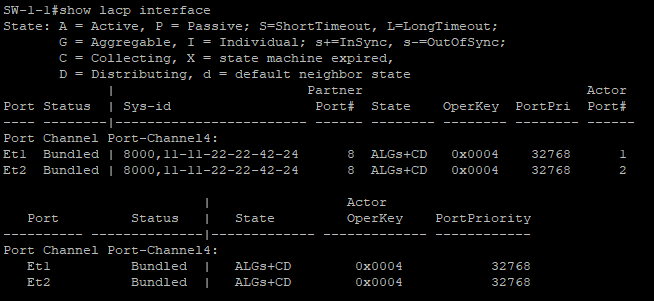 SW-1-1#show lacp interface
State: A = Active, P = Passive; S=ShortTimeout, L=LongTimeout;
       G = Aggregable, I = Individual; s+=InSync, s-=OutOfSync;
       C = Collecting, X = state machine expired,
       D = Distributing, d = default neighbor state
              |                         Partner                                 Actor
Port Status   | Sys-id                    Port#  State     OperKey   PortPri    Port#
---- ---------|------------------------- ------- --------- --------- --------- -------
Port Channel Port-Channel4:
Et1  Bundled  | 8000,11-11-22-22-42-24        8  ALGs+CD   0x0004      32768        1
Et2  Bundled  | 8000,11-11-22-22-42-24        8  ALGs+CD   0x0004      32768        2
                           |                   Actor
   Port          Status    |    State         OperKey       PortPriority
---------- ----------------|-------------- ------------- -----------------
Port Channel Port-Channel4:
   Et1           Bundled   |    ALGs+CD        0x0004              32768
   Et2           Bundled   |    ALGs+CD        0x0004              32768